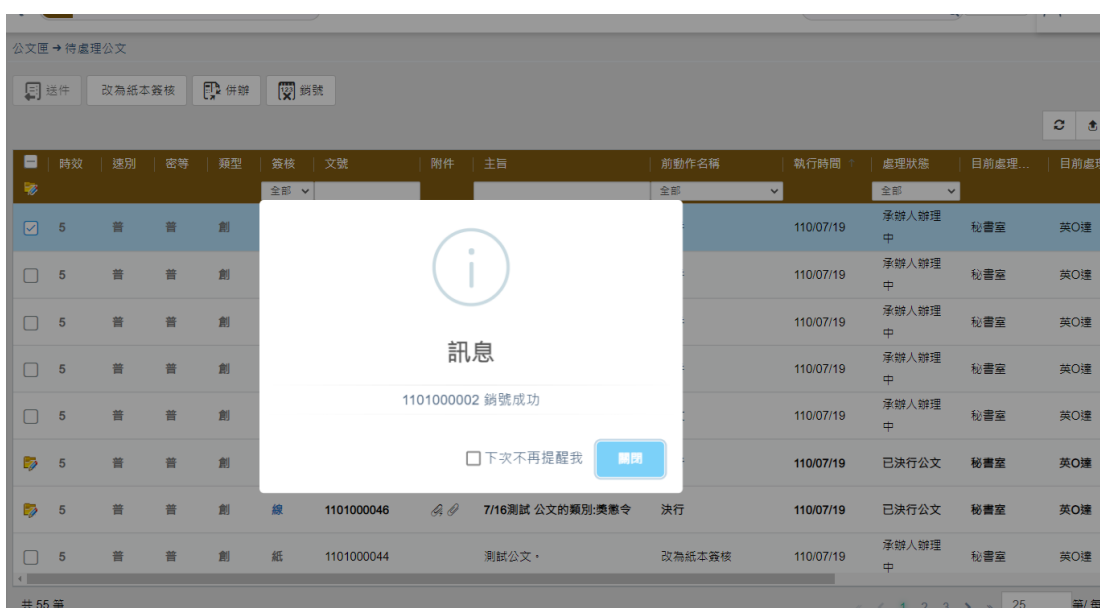 公文匣➔待處理公文
送件 改為紙本簽核 併辦 銷號
時效 速別 密等 類型 簽核 文號 附件 主旨 前動作名稱 執行時間 處理狀態 目前處理... 目前處理
全部 全部 全部
5 普 普 創 110/07/19 承辦人辦理中 秘書室 英O達
5 普 普 創 110/07/19 承辦人辦理中 秘書室 英O達
5 普 普 創 110/07/19 承辦人辦理中 秘書室 英O達
5 普 普 創 110/07/19 承辦人辦理中 秘書室 英O達
5 普 普 創 110/07/19 承辦人辦理中 秘書室 英O達
5 普 普 創 110/07/19 已決行公文 秘書室 英O達
訊息
1101000002 銷號成功
下次不再提醒我 關閉
5 普 普 創 線 1101000046 7/16測試 公文的類別:獎懲令 決行 110/07/19 已決行公文 秘書室 英O達
5 普 普 創 紙 1101000044 測試公文。 改為紙本簽核 110/07/19 承辦人辦理中 秘書室 英O達
共 55 筆 1 2 3 25 筆/每